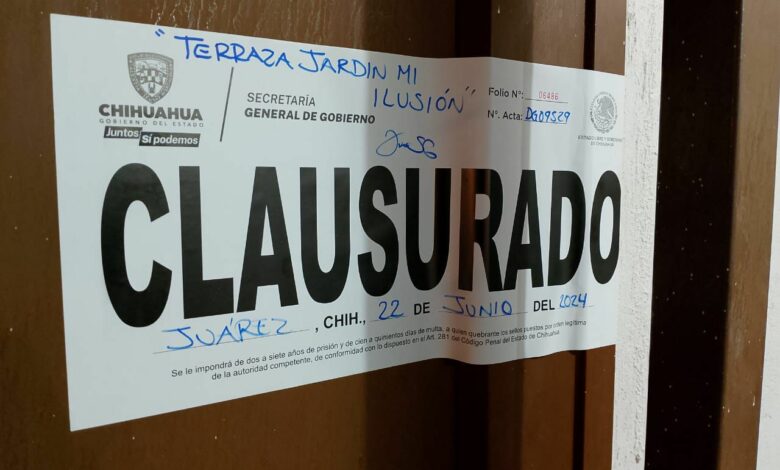 "TERRAZA JARDIN MI
ILUSIÓN"
CHIHUAHUA
GOBIERNO DEL ESTADO
Juntos Sí podemos
SECRETARÍA
GENERAL DE GOBIERNO
Folio N°: 06486
N°. Acta: DG09529
CLAUSURADO
JUÁREZ, CHIH., 22 DE JUNIO DEL 2024
Se le impondrá de dos a siete años de prisión y de cien a quinientos días de multa, a quien quebrante los sellos puestos por orden legítima
de la autoridad competente, de conformidad con lo dispuesto en el Art. 281 del Código Penal del Estado de Chihuahua.